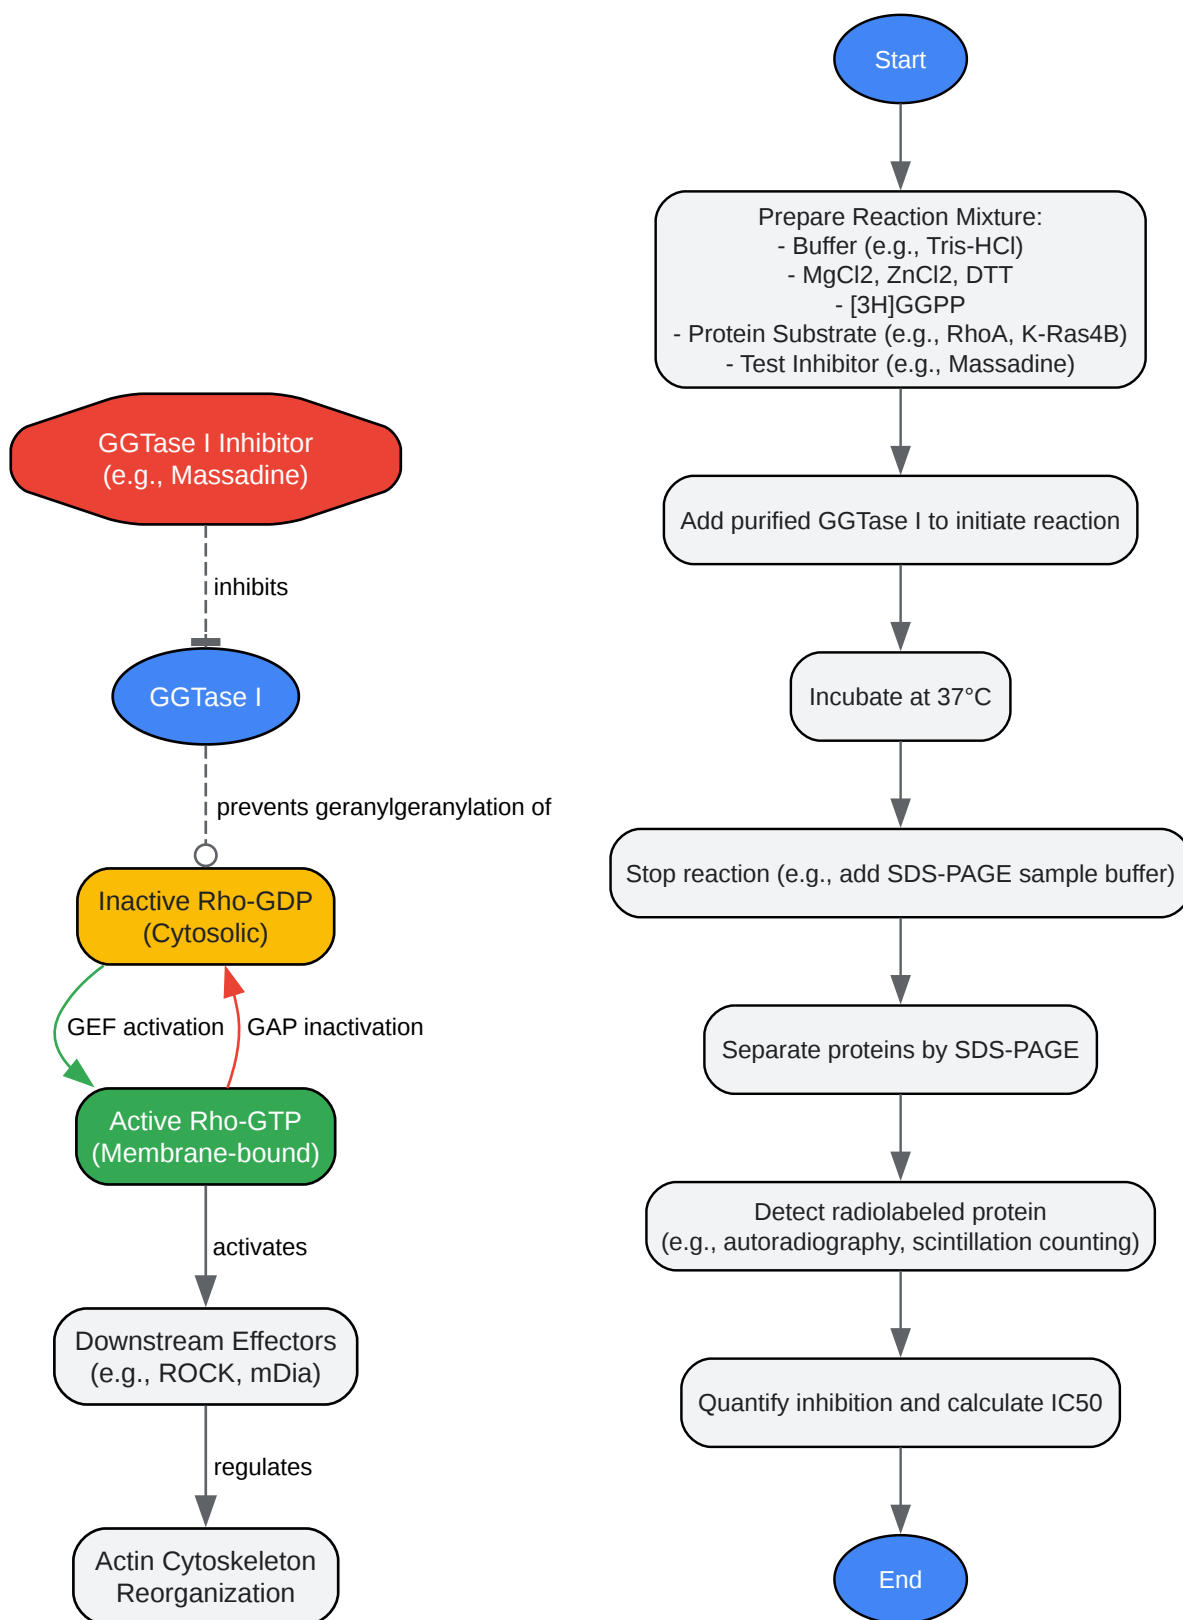 GGTase I Inhibitor
(e.g., Massadine)
inhibits
GGTase I
prevents geranylgeranylation of
Inactive Rho-GDP
(Cytosolic)
GEF activation
GAP inactivation
Active Rho-GTP
(Membrane-bound)
activates
Downstream Effectors
(e.g., ROCK, mDia)
regulates
Actin Cytoskeleton
Reorganization
Start
Prepare Reaction Mixture:
- Buffer (e.g., Tris-HCl)
- MgCl2, ZnCl2, DTT
- [3H]GGPP
- Protein Substrate (e.g., RhoA, K-Ras4B)
- Test Inhibitor (e.g., Massadine)
Add purified GGTase I to initiate reaction
Incubate at 37°C
Stop reaction (e.g., add SDS-PAGE sample buffer)
Separate proteins by SDS-PAGE
Detect radiolabeled protein
(e.g., autoradiography, scintillation counting)
Quantify inhibition and calculate IC50
End